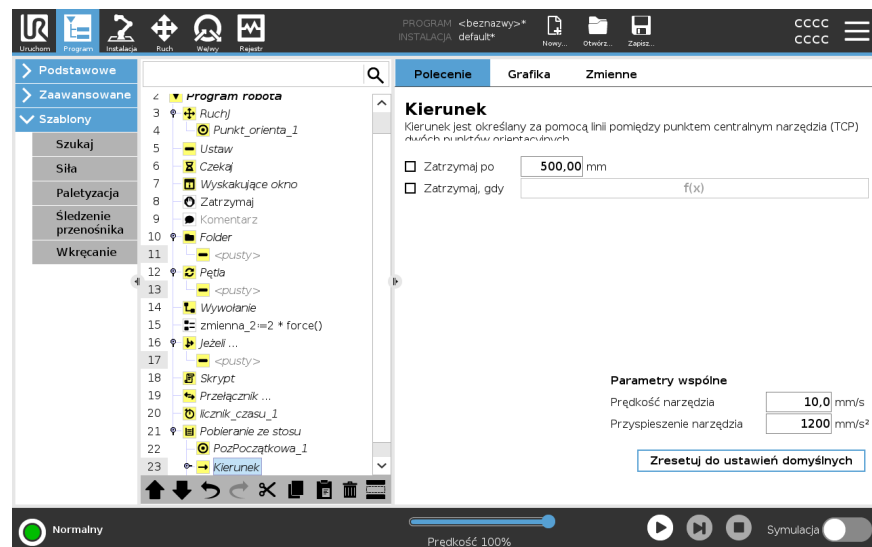 PROGRAM <beznazwy>*
INSTALACJA default*
CCCC
CCCC
Uruchom Program Instalacja Ruch We/wy Rejestr Nowy... Otwórz... Zapisz...
Podstawowe
Zaawansowane
Szablony
Szukaj
Siła
Paletyzacja
Śledzenie
przenośnika
Wkręcanie
2 Program robota
3 RuchJ
4 Punkt_orienta_1
5 Ustaw
6 Czekaj
7 Wyskakujące okno
8 Zatrzymaj
9 Komentarz
10 Folder
11 <pusty>
12 Pętla
13 <pusty>
14 Wywołanie
15 zmienna_2:=2 * force()
16 Jeżeli ...
17 <pusty>
18 Skrypt
19 Przełącznik ...
20 licznik_czasu_1
21 Pobieranie ze stosu
22 PozPoczątkowa_1
23 Kierunek
Polecenie Grafika Zmienne
Kierunek
Kierunek jest określany za pomocą linii pomiędzy punktem centralnym narzędzia (TCP)
dwóch punktów orientacyjnych
Zatrzymaj po 500,00 mm
Zatrzymaj, gdy f(x)
Parametry wspólne
Prędkość narzędzia 10,0 mm/s
Przyspieszenie narzędzia 1200 mm/s²
Zresetuj do ustawień domyślnych
Normalny
Prędkość 100%
Symulacja